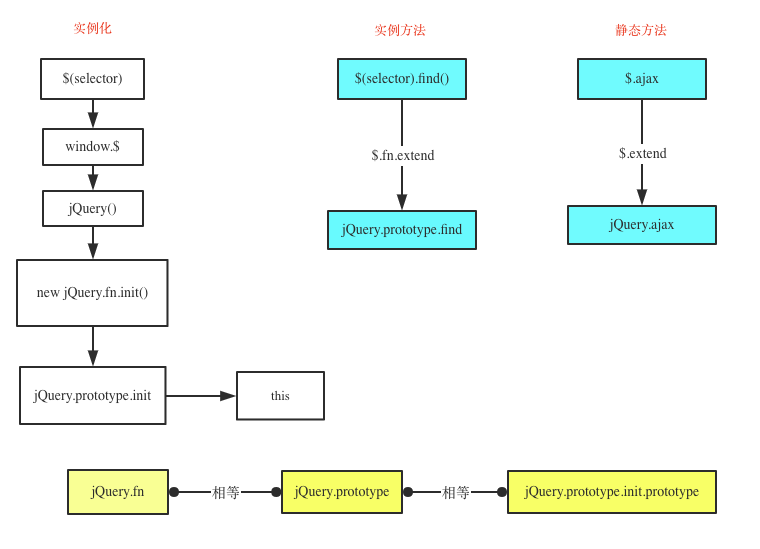 实例化
$(selector)
window.$
jQuery()
new jQuery.fn.init()
jQuery.prototype.init
this
实例方法
$(selector).find()
$.fn.extend
jQuery.prototype.find
静态方法
$.ajax
$.extend
jQuery.ajax
jQuery.fn
相等
jQuery.prototype
相等
jQuery.prototype.init.prototype